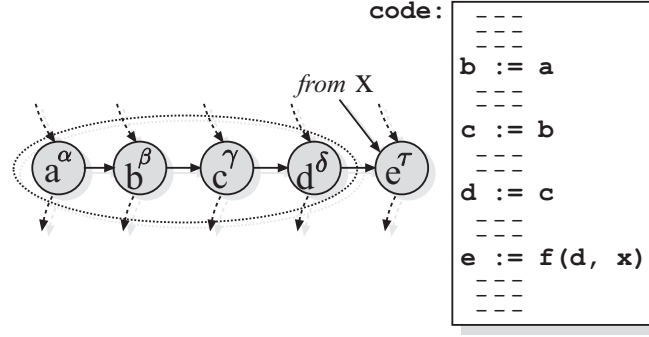 code:
from X
a^α b^β c^γ d^δ e^τ
b := a
c := b
d := c
e := f(d, x)